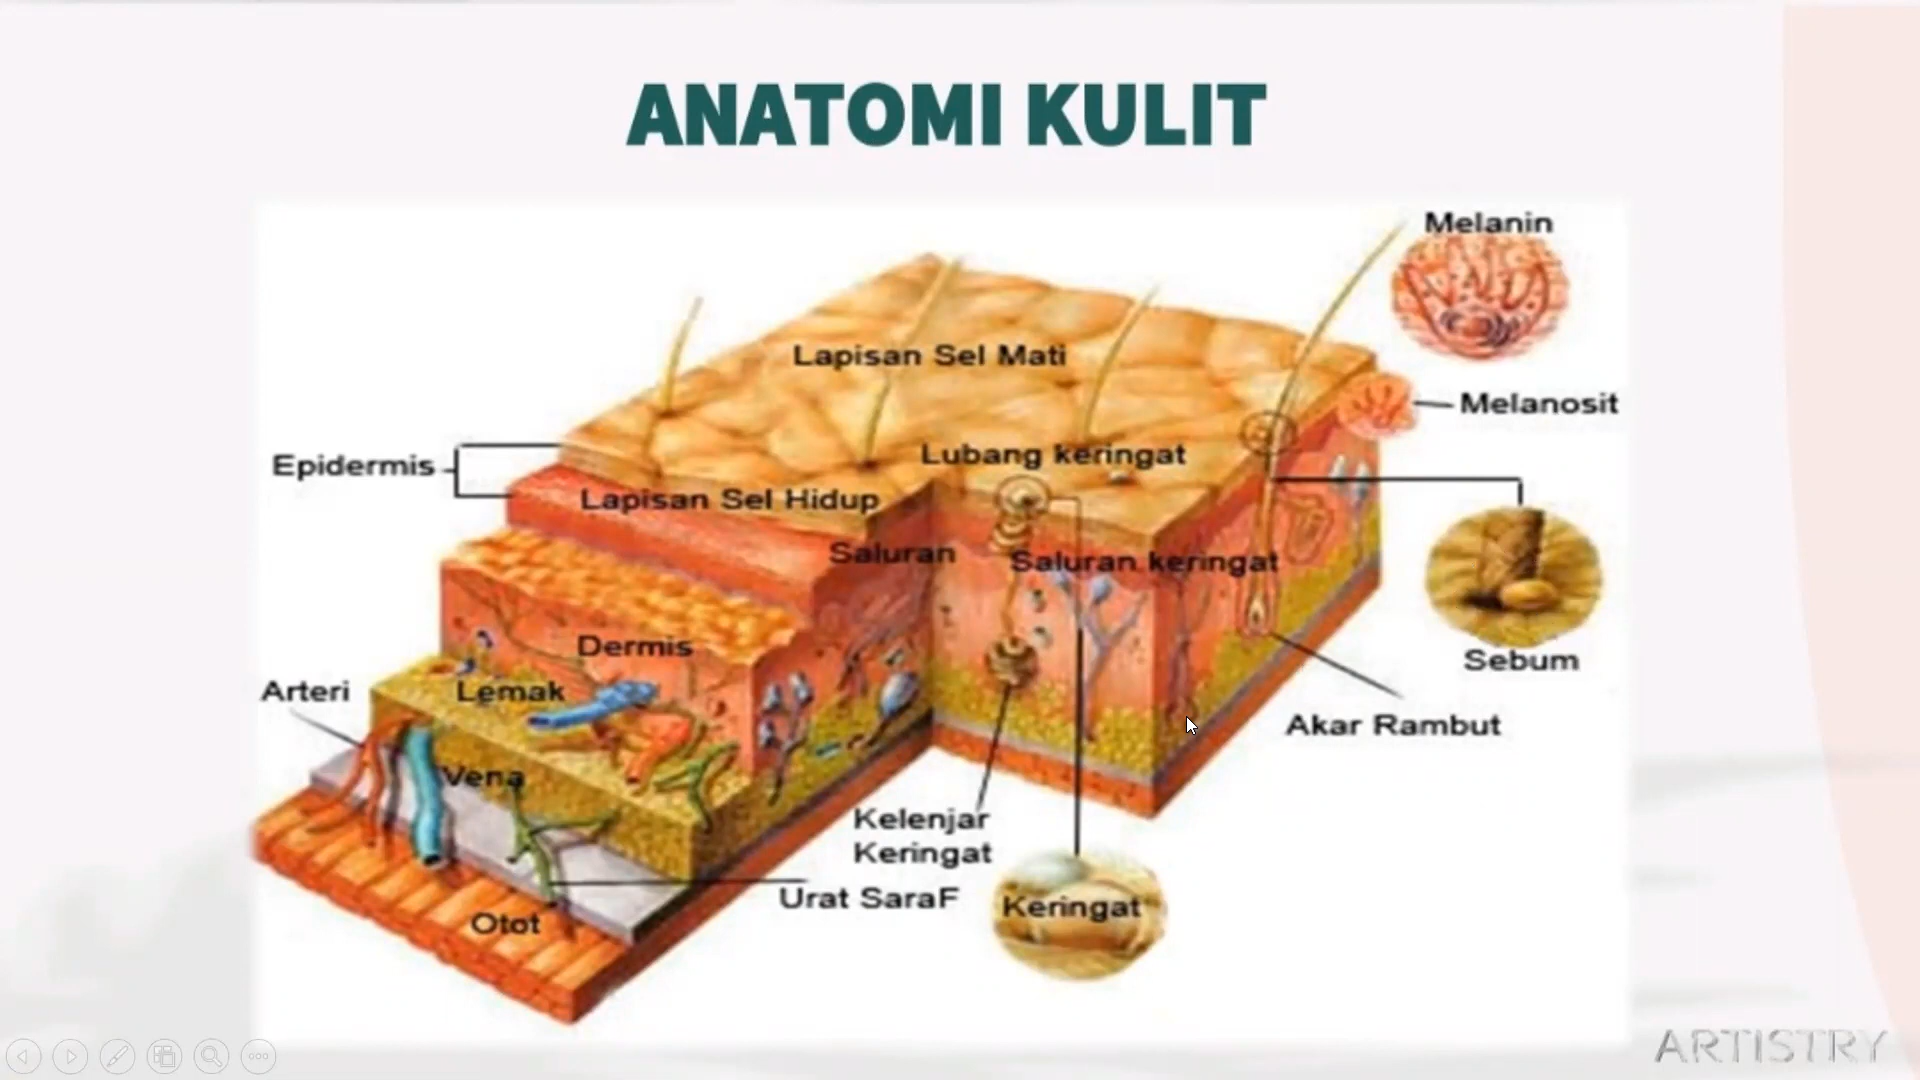 ANATOMI KULIT
Melanin
Lapisan Sel Mati
Melanosit
Epidermis
Lubang keringat
Lapisan Sel Hidup
Saluran
Saluran keringat
Dermis
Sebum
Arteri
Lemak
Akar Rambut
Vena
Kelenjar
Keringat
Urat SaraF
Keringat
Otot
ARTISTRY